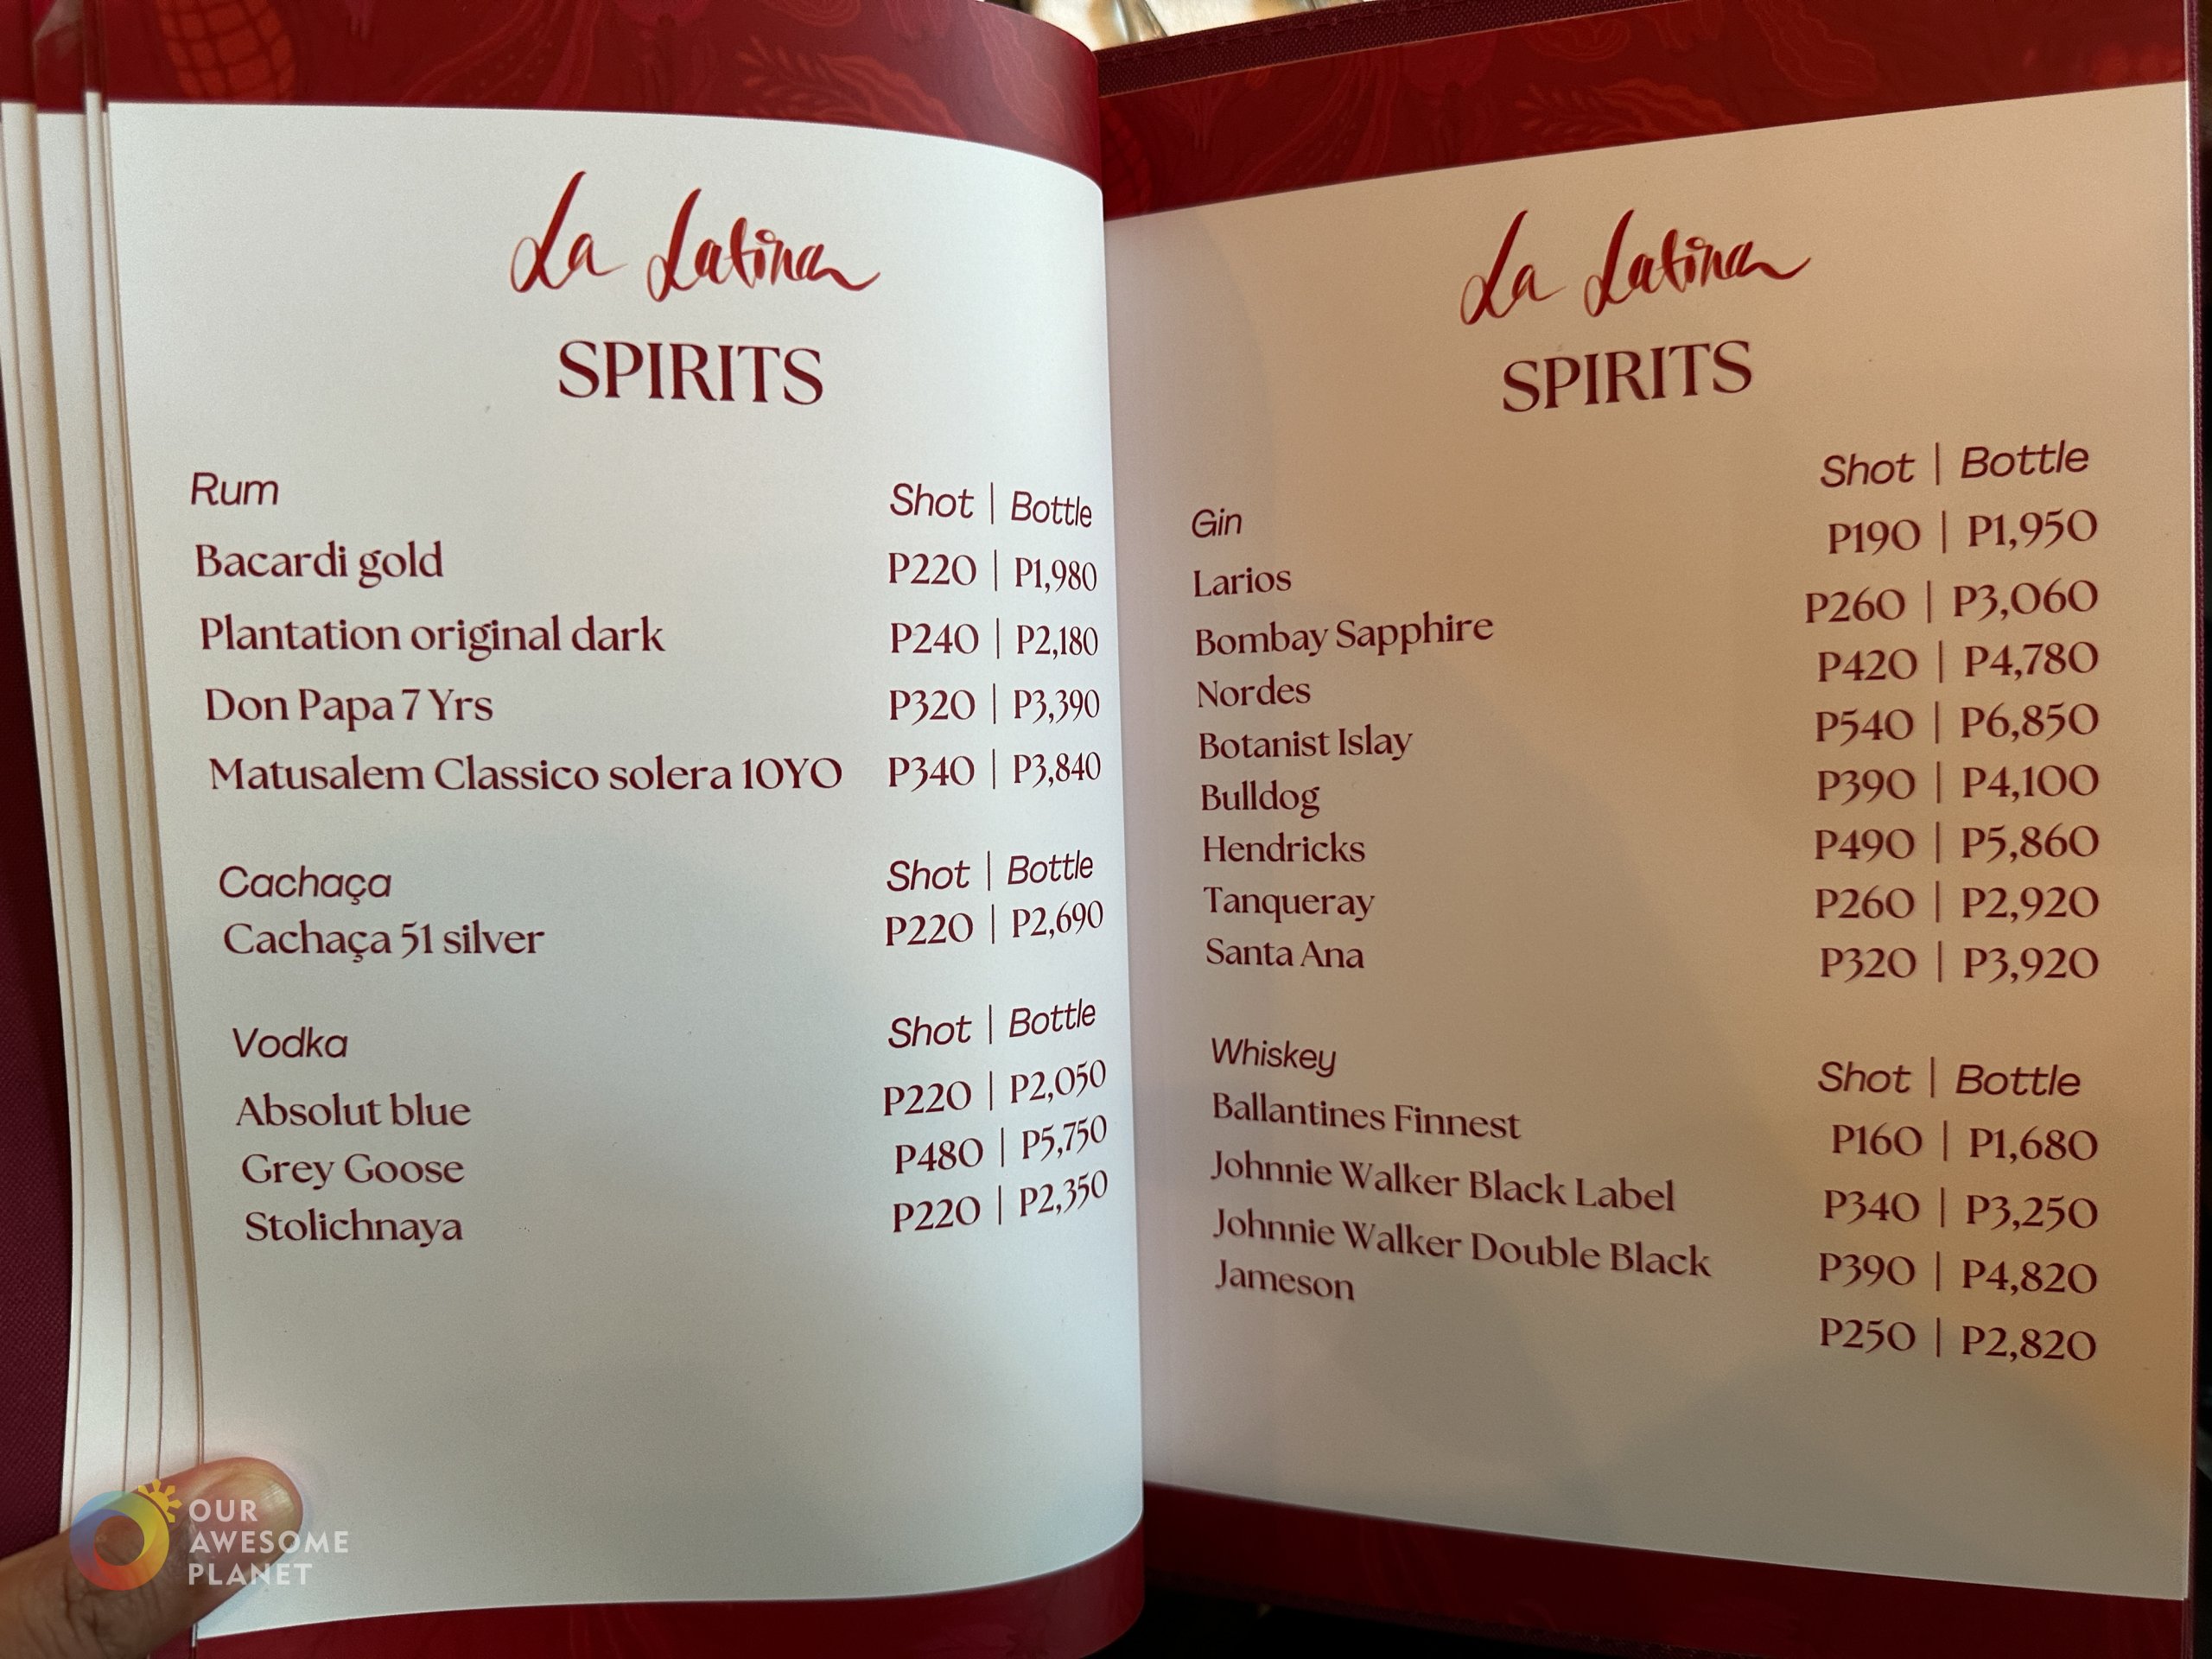 La Latina
SPIRITS
Rum Shot | Bottle
Bacardi gold P220 | P1,980
Plantation original dark P240 | P2,180
Don Papa 7 Yrs P320 | P3,390
Matusalem Classico solera 10YO P340 | P3,840
Cachaça Shot | Bottle
Cachaça 51 silver P220 | P2,690
Vodka Shot | Bottle
Absolut blue P220 | P2,050
Grey Goose P480 | P5,750
Stolichnaya P220 | P2,350
La Latina
SPIRITS
Gin Shot | Bottle
Larios P190 | P1,950
Bombay Sapphire P260 | P3,060
Nordes P420 | P4,780
Botanist Islay P540 | P6,850
Bulldog P390 | P4,100
Hendricks P490 | P5,860
Tanqueray P260 | P2,920
Santa Ana P320 | P3,920
Whiskey Shot | Bottle
Ballantines Finnest P160 | P1,680
Johnnie Walker Black Label P340 | P3,250
Johnnie Walker Double Black P390 | P4,820
Jameson P250 | P2,820
OUR
AWESOME
PLANET